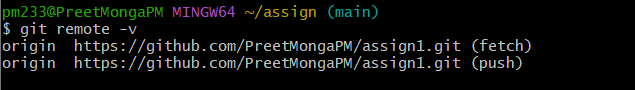 pm233@PreetMongaPM MINGW64 ~/assign (main)
$ git remote -v
origin  https://github.com/PreetMongaPM/assign1.git (fetch)
origin  https://github.com/PreetMongaPM/assign1.git (push)